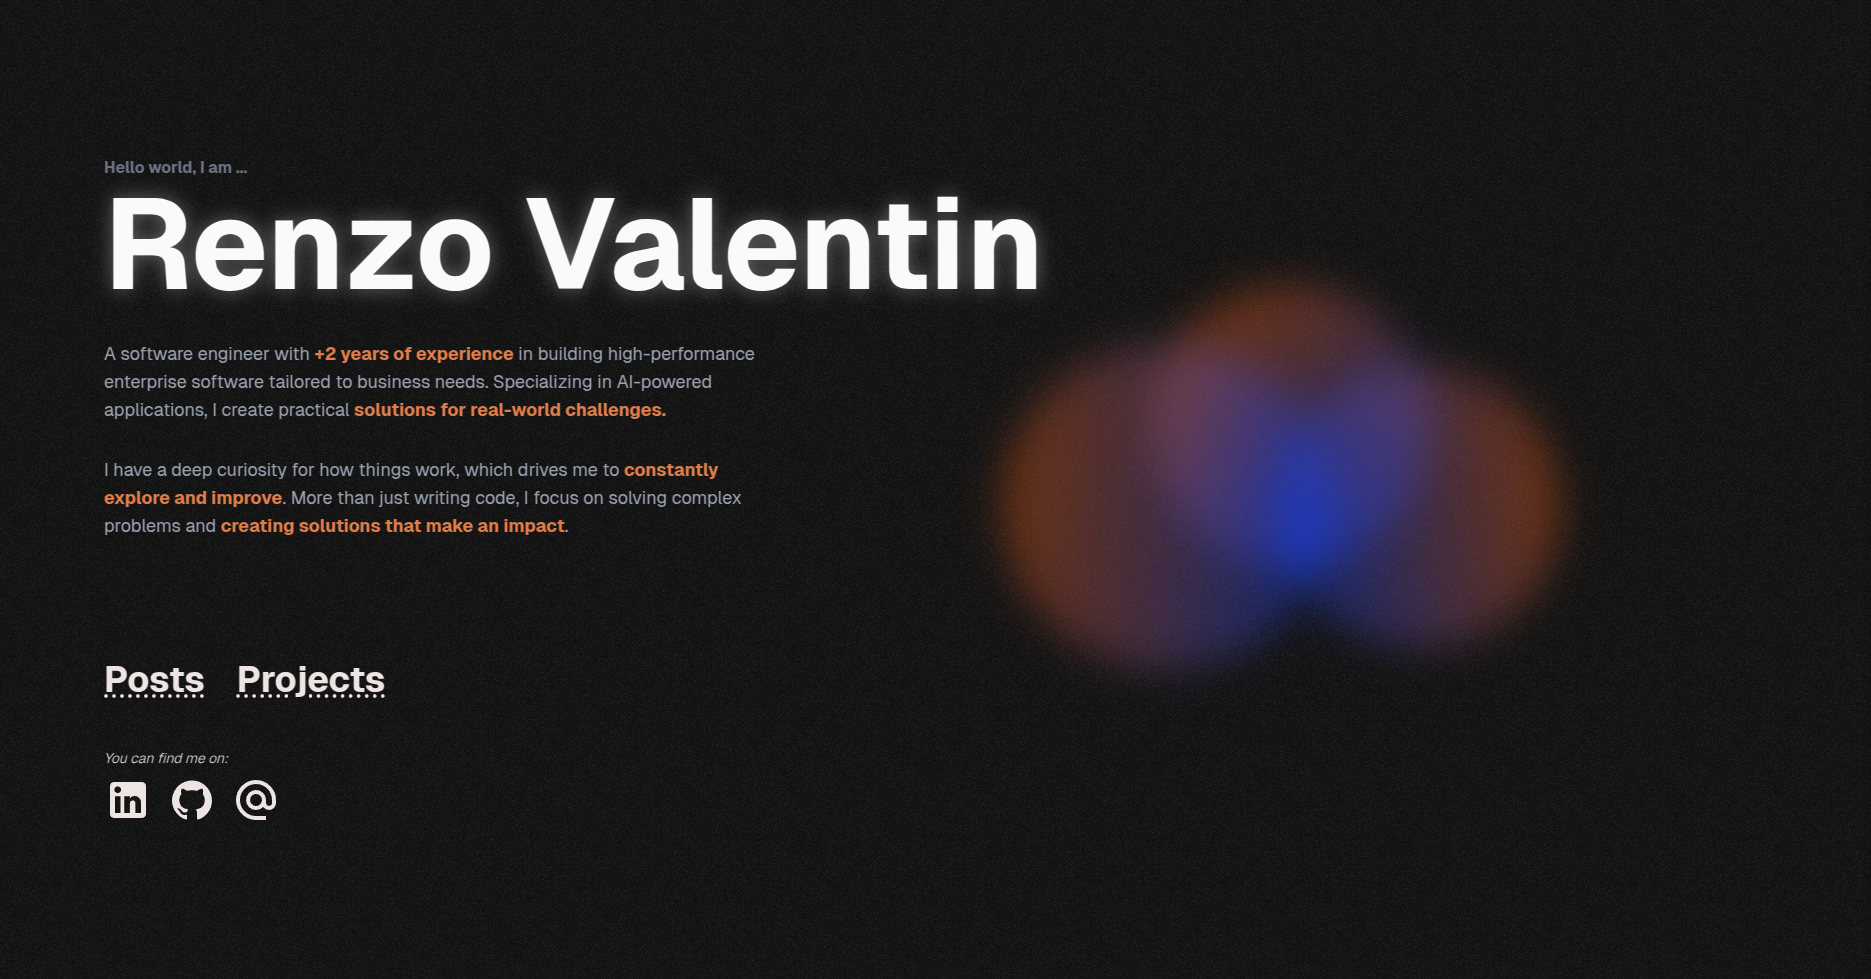 Hello world, I am ...
Renzo Valentin
A software engineer with +2 years of experience in building high-performance
enterprise software tailored to business needs. Specializing in AI-powered
applications, I create practical solutions for real-world challenges.
I have a deep curiosity for how things work, which drives me to constantly
explore and improve. More than just writing code, I focus on solving complex
problems and creating solutions that make an impact.
Posts Projects
You can find me on:
in @